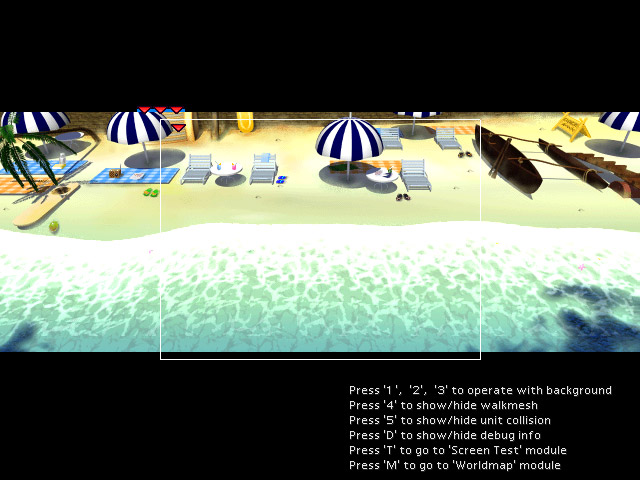 Press '1', '2', '3' to operate with background
Press '4' to show/hide walkmesh
Press '5' to show/hide unit collision
Press 'D' to show/hide debug info
Press 'T' to go to 'Screen Test' module
Press 'M' to go to 'Worldmap' module